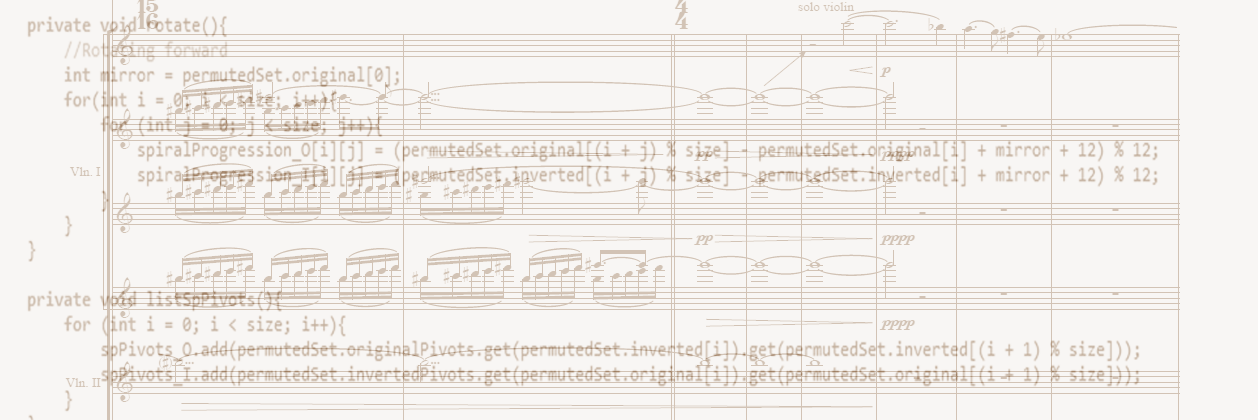 15
16
4
4
solo violin
private void rotate(){
//Rotating forward
int mirror = permutedSet.original[0];
p
for(int i = 0; i < size; i++){
for (int j = 0; j < size; j++){
spiralProgression_O[i][j] = (permutedSet.original[(i + j) % size] - permutedSet.original[i] + mirror + 12) % 12;
pp
pppp
Vln. I
spiralProgression_I[i][j] = (permutedSet.inverted[(i + j) % size] - permutedSet.inverted[i] + mirror + 12) % 12;
}
}
pp
pppp
}
private void listSpPivots(){
for (int i = 0; i < size; i++){
pppp
spPivots_O.add(permutedSet.originalPivots.get(permutedSet.inverted[i]).get(permutedSet.inverted[(i + 1) % size]));
Vln. II
spPivots_I.add(permutedSet.invertedPivots.get(permutedSet.original[i]).get(permutedSet.original[(i + 1) % size]));
}
}